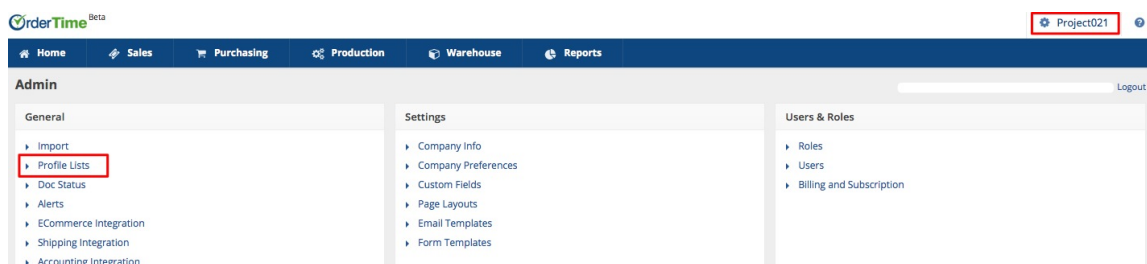 OrderTime Beta
Project021
Home Sales Purchasing Production Warehouse Reports
Admin
Logout
General
Import
Profile Lists
Doc Status
Alerts
ECommerce Integration
Shipping Integration
Accounting Integration
Settings
Company Info
Company Preferences
Custom Fields
Page Layouts
Email Templates
Form Templates
Users & Roles
Roles
Users
Billing and Subscription